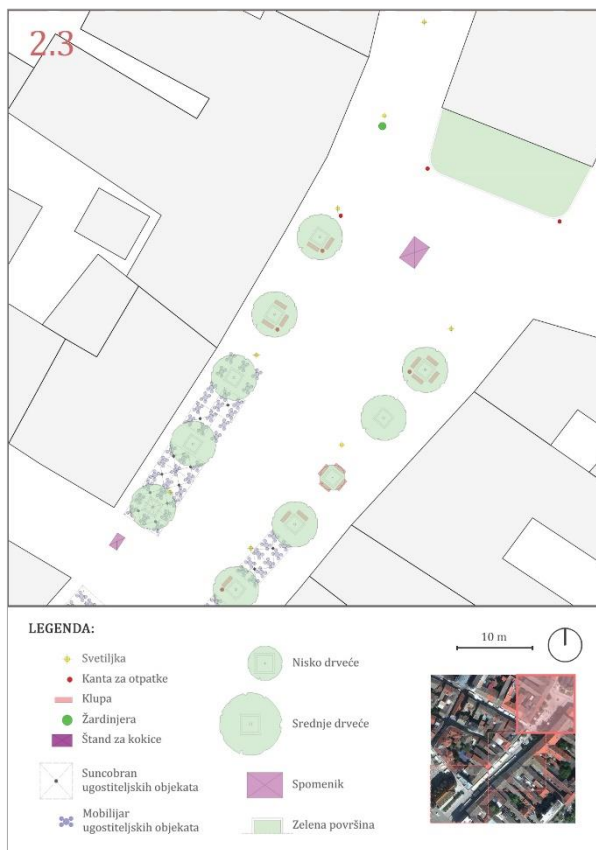 2.3
LEGENDA:
Svetiljka
Kanta za otpatke
Klupa
Žardinjera
Štand za kokice
Suncobran
ugostiteljskih objekata
Mobilijar
ugostiteljskih objekata
10 m
Nisko drveće
Srednje drveće
Spomenik
Zelena površina